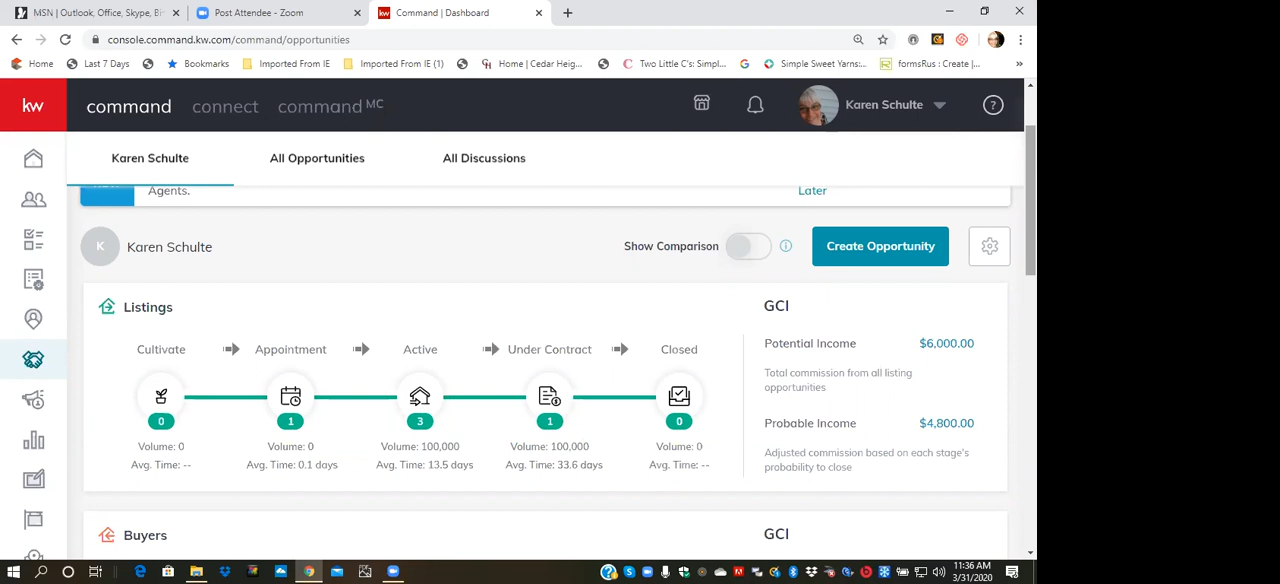 MSN | Outlook, Office, Skype, Bi
Post Attendee - Zoom
kw Command | Dashboard
console.command.kw.com/command/opportunities
Home
Last 7 Days
Bookmarks
Imported From IE
Imported From IE (1)
Home | Cedar Heig...
Two Little C's: Simpl...
Simple Sweet Yarns:...
formsRus : Create |...
kw
command
connect
command MC
Karen Schulte
Karen Schulte
All Opportunities
All Discussions
Agents.
Later
K
Karen Schulte
Show Comparison
Create Opportunity
Listings
GCI
Cultivate
Appointment
Active
Under Contract
Closed
Potential Income
$6,000.00
Total commission from all listing
opportunities
0
1
3
1
0
Probable Income
$4,800.00
Volume: 0
Volume: 0
Volume: 100,000
Volume: 100,000
Volume: 0
Avg. Time: --
Avg. Time: 0.1 days
Avg. Time: 13.5 days
Avg. Time: 33.6 days
Avg. Time: --
Adjusted commission based on each stage's
probability to close
Buyers
GCI
11:36 AM
3/31/2020